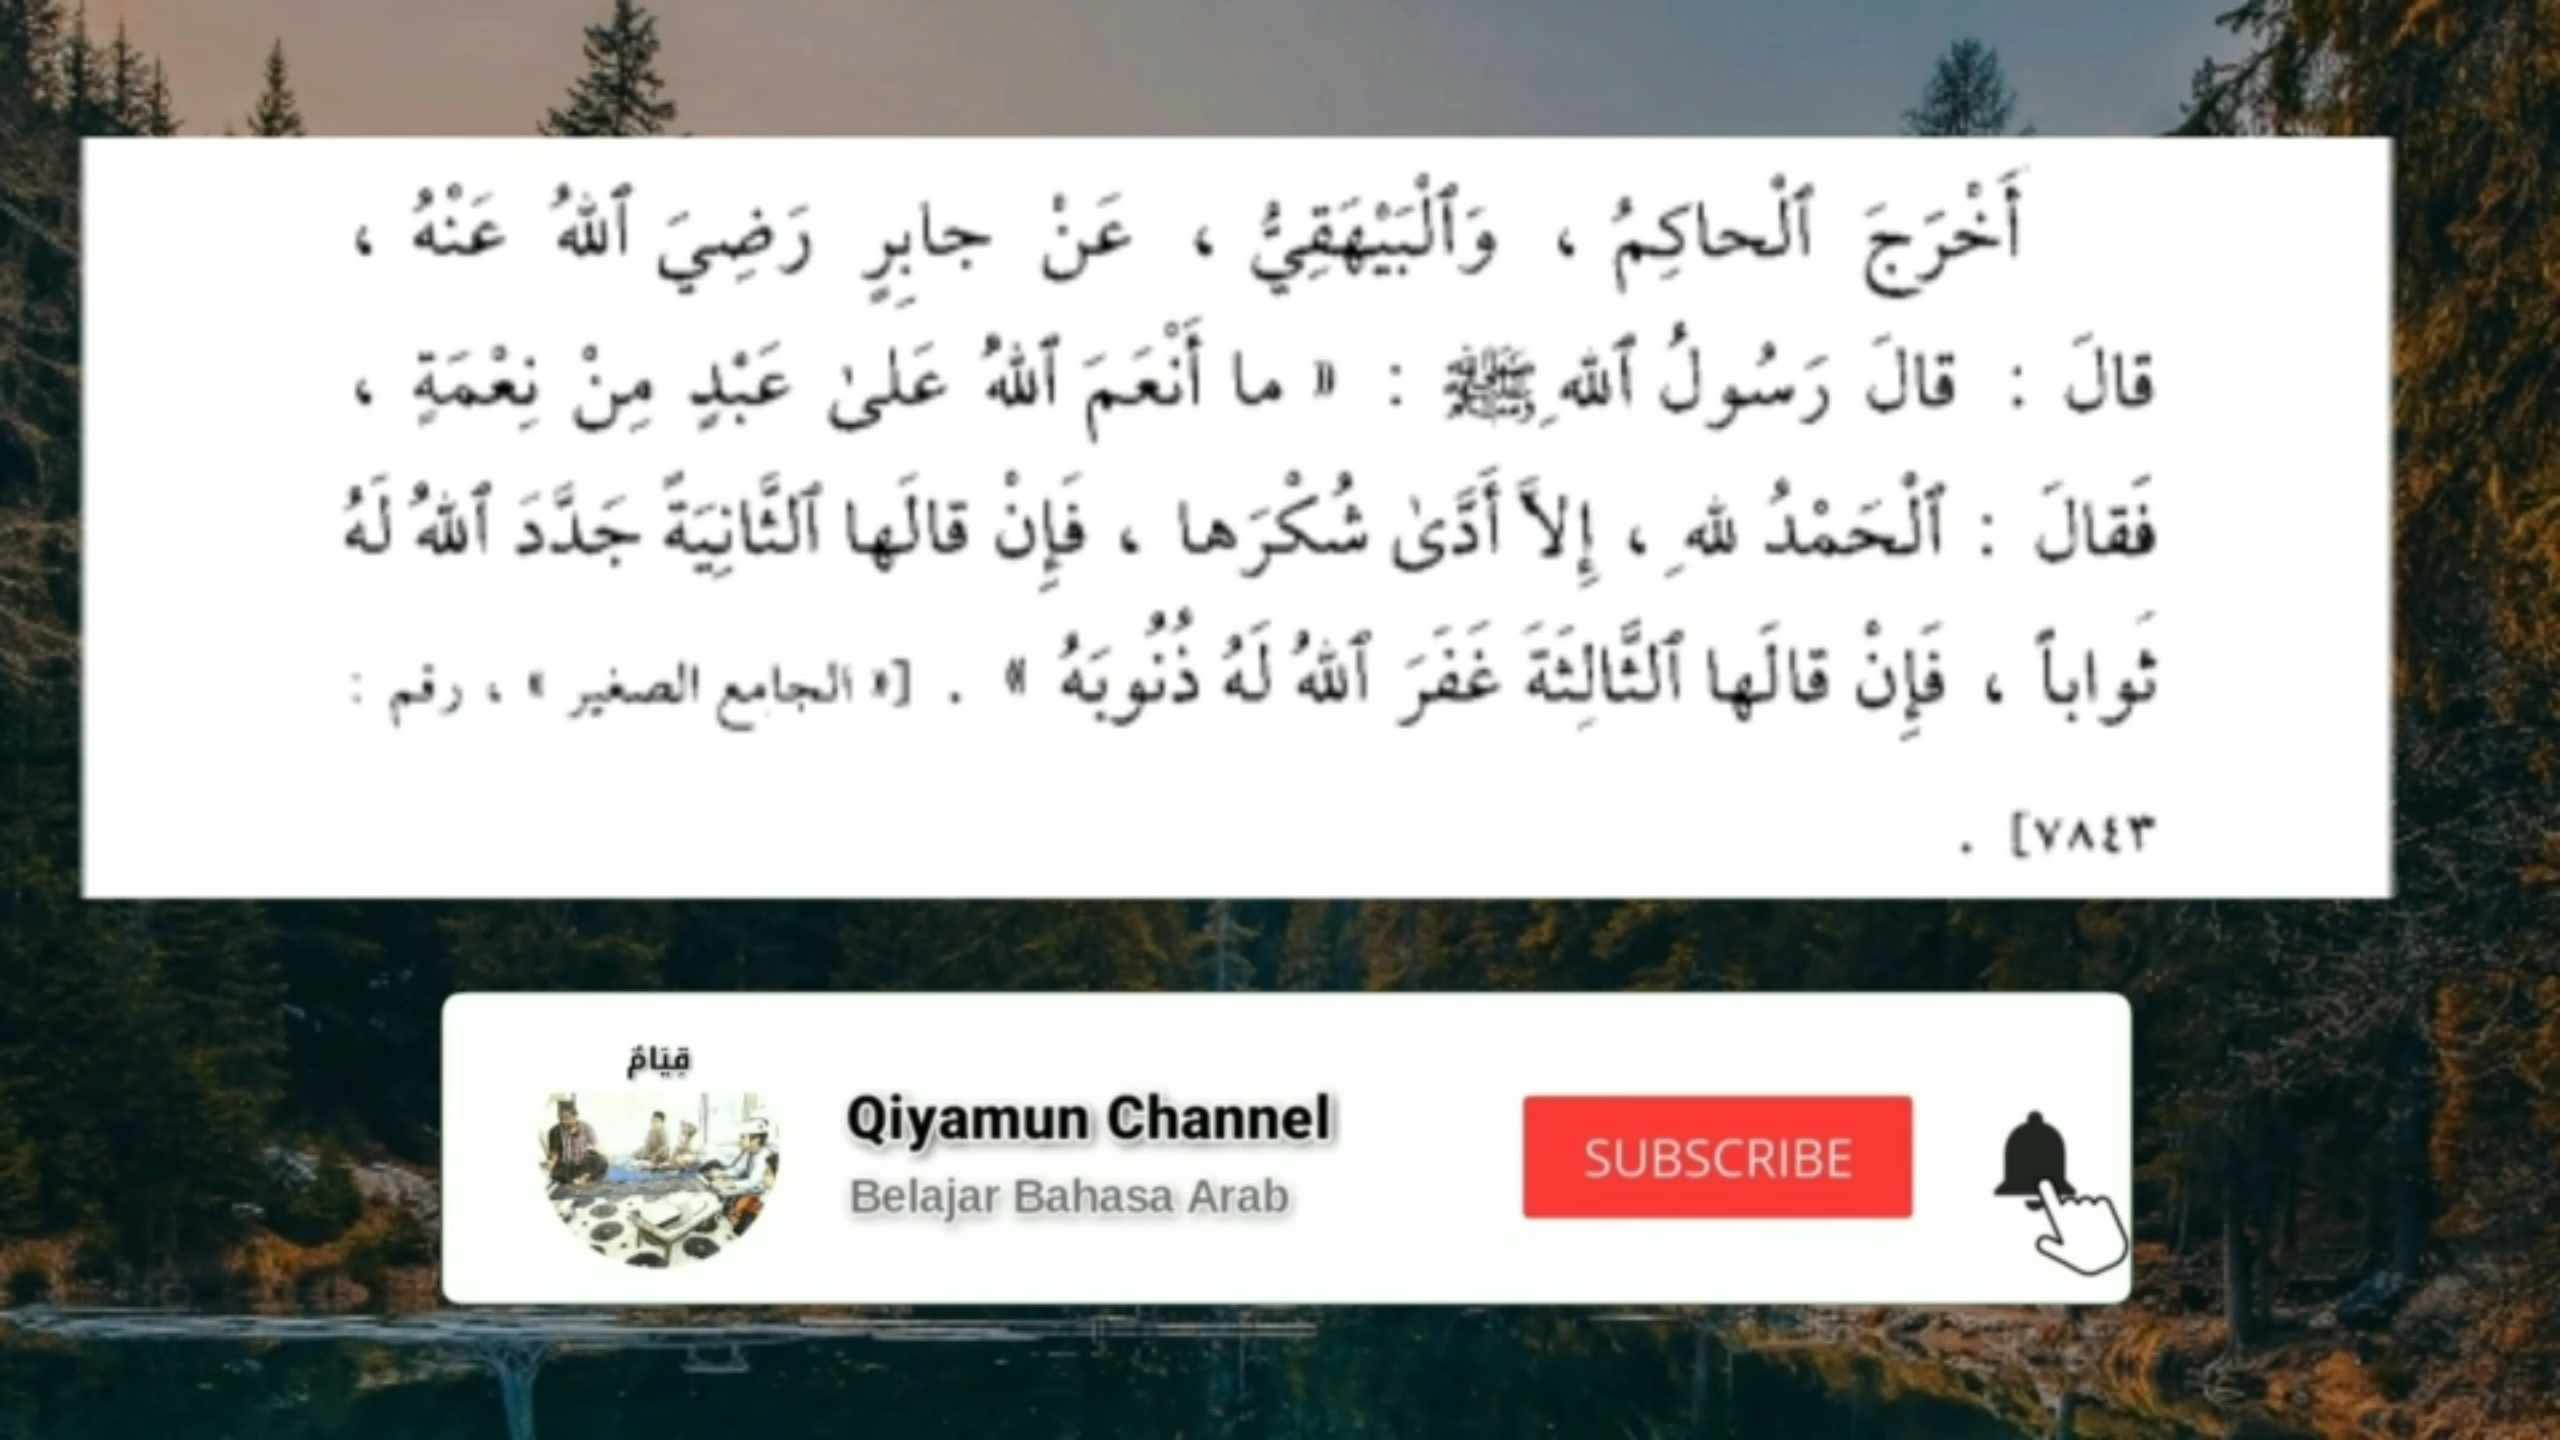 أَخْرَجَ ٱلْحاكِمُ ، وَٱلْبَيْهَقِيُّ ، عَنْ جابِرٍ رَضِيَ ٱللهُ عَنْهُ ،
قالَ : قالَ رَسُولُ ٱللهِ ﷺ : « ما أَنْعَمَ ٱللهُ عَلىٰ عَبْدٍ مِنْ نِعْمَةٍ ،
فَقالَ : ٱلْحَمْدُ للهِ ، إِلاَّ أَدَّىٰ شُكْرَها ، فَإِنْ قالَها ٱلثَّانِيَةَ جَدَّدَ ٱللهُ لَهُ
ثَواباً ، فَإِنْ قالَها ٱلثَّالِثَةَ غَفَرَ ٱللهُ لَهُ ذُنُوبَهُ » . [« الجامع الصغير » ، رقم :
٧٨٤٣] .
قِيَامٌ
Qiyamun Channel
Belajar Bahasa Arab
SUBSCRIBE